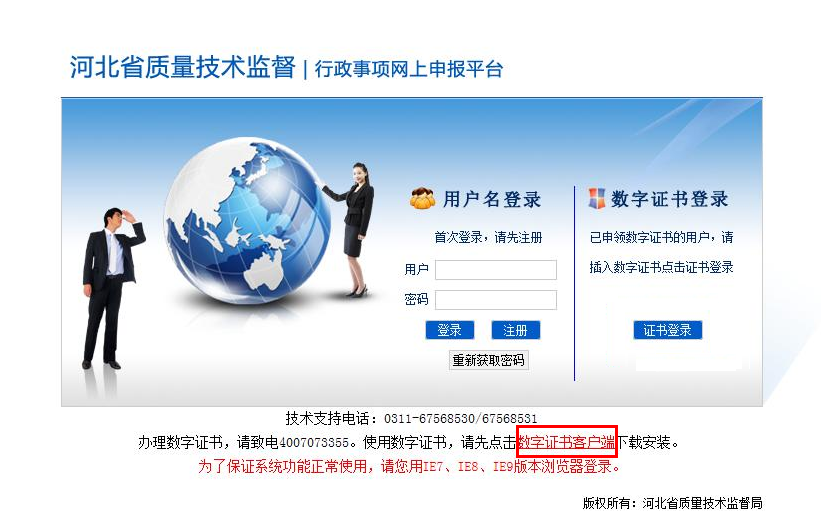 河北省质量技术监督 | 行政事项网上申报平台
用户名登录
首次登录，请先注册
用户
密码
登录 注册
重新获取密码
数字证书登录
已申领数字证书的用户，请
插入数字证书点击证书登录
证书登录
技术支持电话：0311-67568530/67568531
办理数字证书，请致电4007073355。使用数字证书，请先点击数字证书客户端下载安装。
为了保证系统功能正常使用，请您用IE7、IE8、IE9版本浏览器登录。
版权所有：河北省质量技术监督局